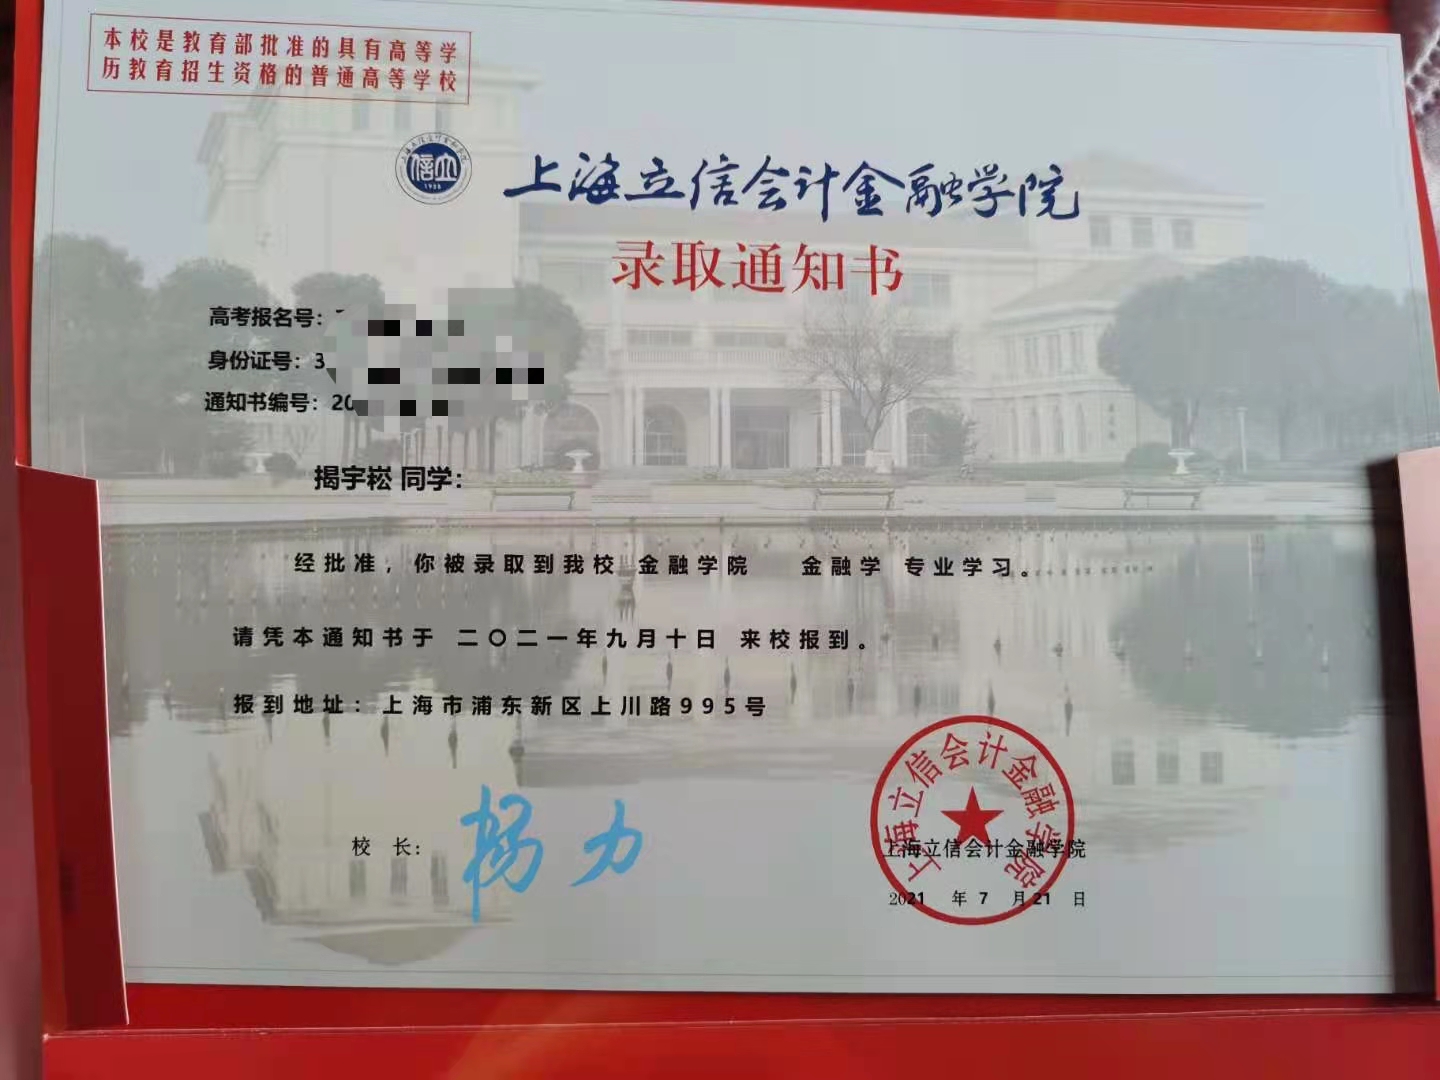 本校是教育部批准的具有高等学
历教育招生资格的普通高等学校
信立
1928
上海立信会计金融学院
录取通知书
高考报名号：
身份证号：3
通知书编号：20
揭宇崧 同学：
经批准，你被录取到我校 金融学院 金融学 专业学习。
请凭本通知书于 二〇二一年九月十日 来校报到。
报到地址：上海市浦东新区上川路995号
校 长：
杨力
上海立信会计金融学院
上海立信会计金融学院
2021 年 7 月 21 日